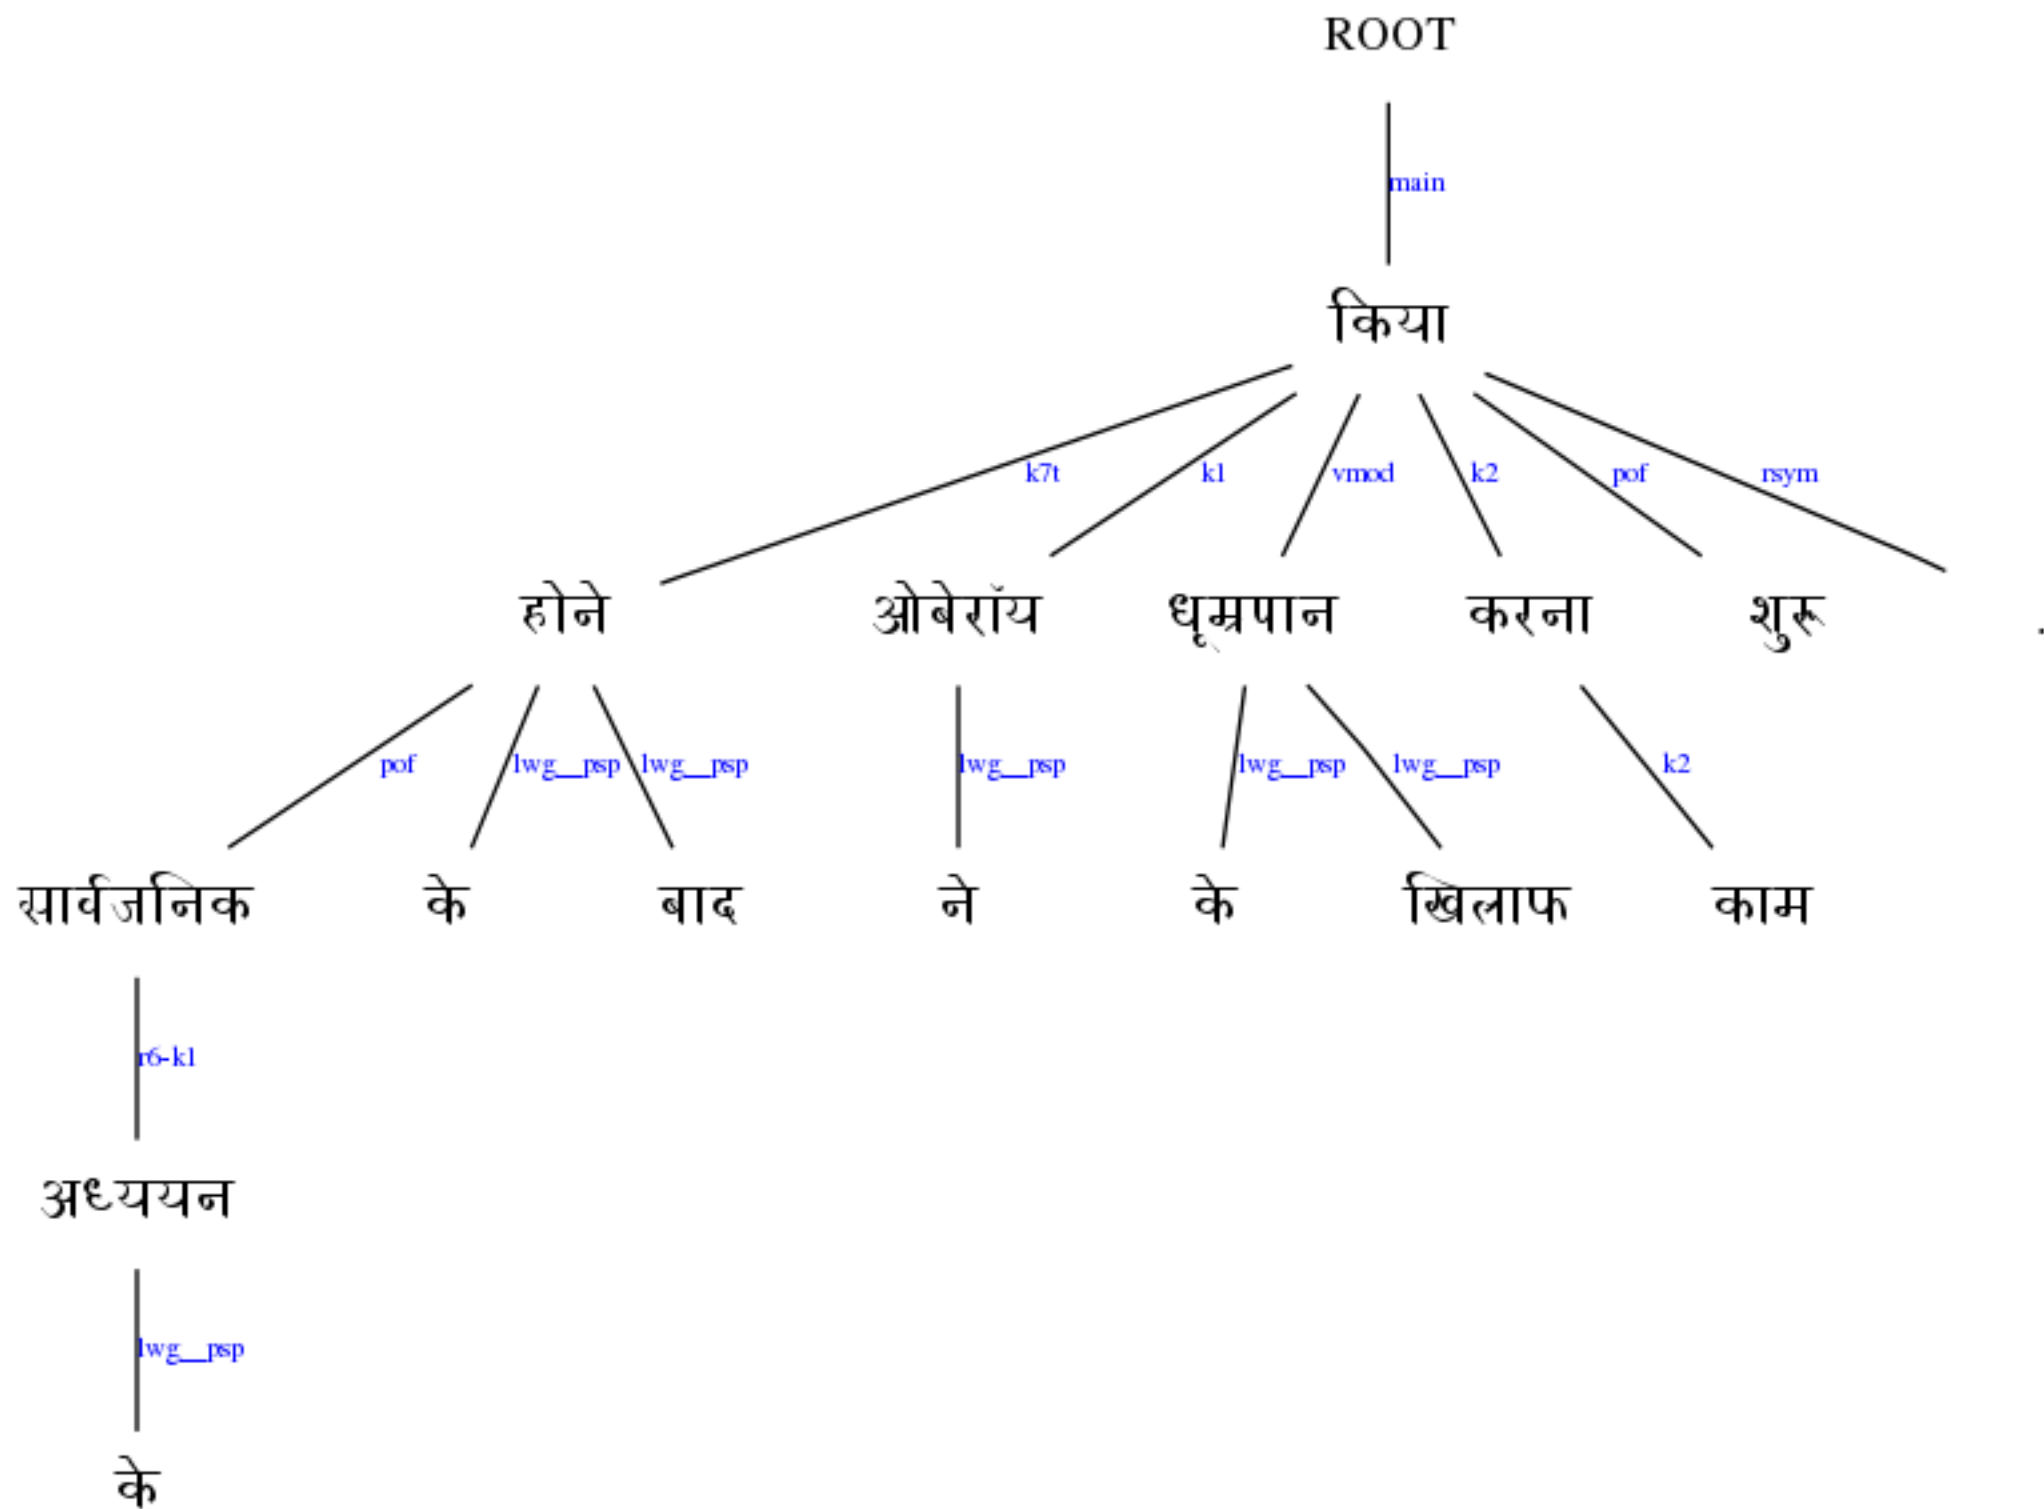 ROOT
main
किया
k7t k1 vmod k2 pof rsym
होने ओबेरॉय धूम्रपान करना शुरू .
pof lwg__psp lwg__psp lwg__psp lwg__psp lwg__psp k2
सार्वजनिक के बाद ने के खिलाफ काम
r6-k1
अध्ययन
lwg__psp
के